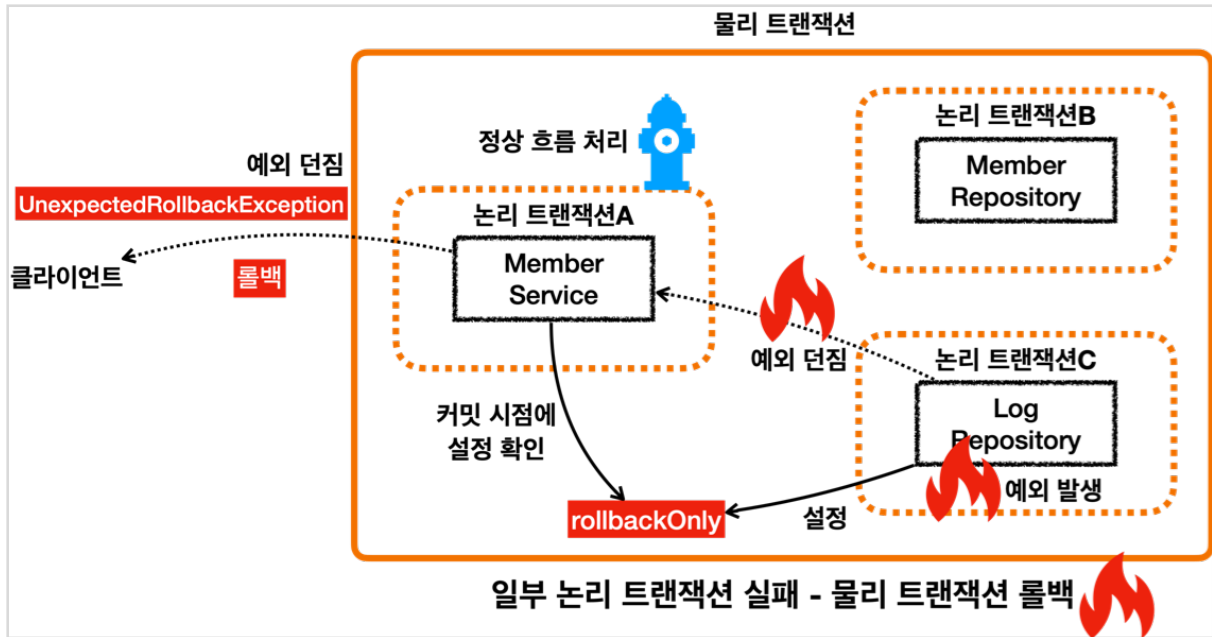 물리 트랜잭션
논리 트랜잭션B
Member
Repository
정상 흐름 처리
예외 던짐
UnexpectedRollbackException
논리 트랜잭션A
Member
Service
클라이언트
롤백
예외 던짐
논리 트랜잭션C
Log
Repository
커밋 시점에
설정 확인
예외 발생
rollbackOnly
설정
일부 논리 트랜잭션 실패 - 물리 트랜잭션 롤백